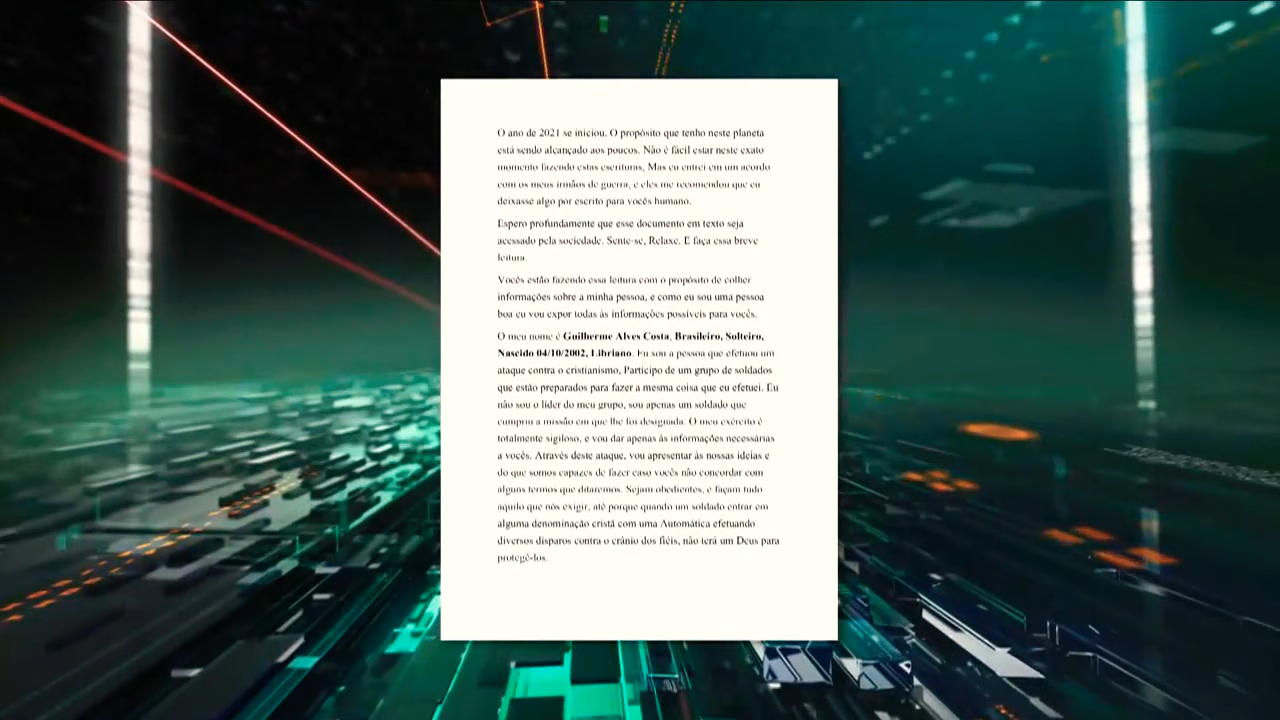 O ano de 2021 se iniciou. O propósito que tenho neste planeta
está sendo alcançado aos poucos. Não é fácil estar neste exato
momento fazendo estas escrituras, Mas eu entrei em um acordo
com os meus irmãos de guerra, e eles me recomendou que eu
deixasse algo por escrito para vocês humano.
Espero profundamente que esse documento em texto seja
acessado pela sociedade. Sente-se, Relaxe. E faça essa breve
leitura.
Vocês estão fazendo essa leitura com o propósito de colher
informações sobre a minha pessoa, e como eu sou uma pessoa
boa eu vou expor todas às informações possíveis para vocês.
O meu nome é Guilherme Alves Costa, Brasileiro, Solteiro,
Nascido 04/10/2002, Libriano. Eu sou a pessoa que efetuou um
ataque contra o cristianismo, Participo de um grupo de soldados
que estão preparados para fazer a mesma coisa que eu efetuei. Eu
não sou o líder do meu grupo, sou apenas um soldado que
cumpriu a missão em que lhe foi designada. O meu exército é
totalmente sigiloso, e vou dar apenas às informações necessárias
a vocês. Através deste ataque, vou apresentar às nossas ideias e
do que somos capazes de fazer caso vocês não concordar com
alguns termos que ditaremos. Sejam obedientes, e façam tudo
aquilo que nós exigir, até porque quando um soldado entrar em
alguma denominação cristã com uma Automática efetuando
diversos disparos contra o crânio dos fiéis, não terá um Deus para
protegê-los.